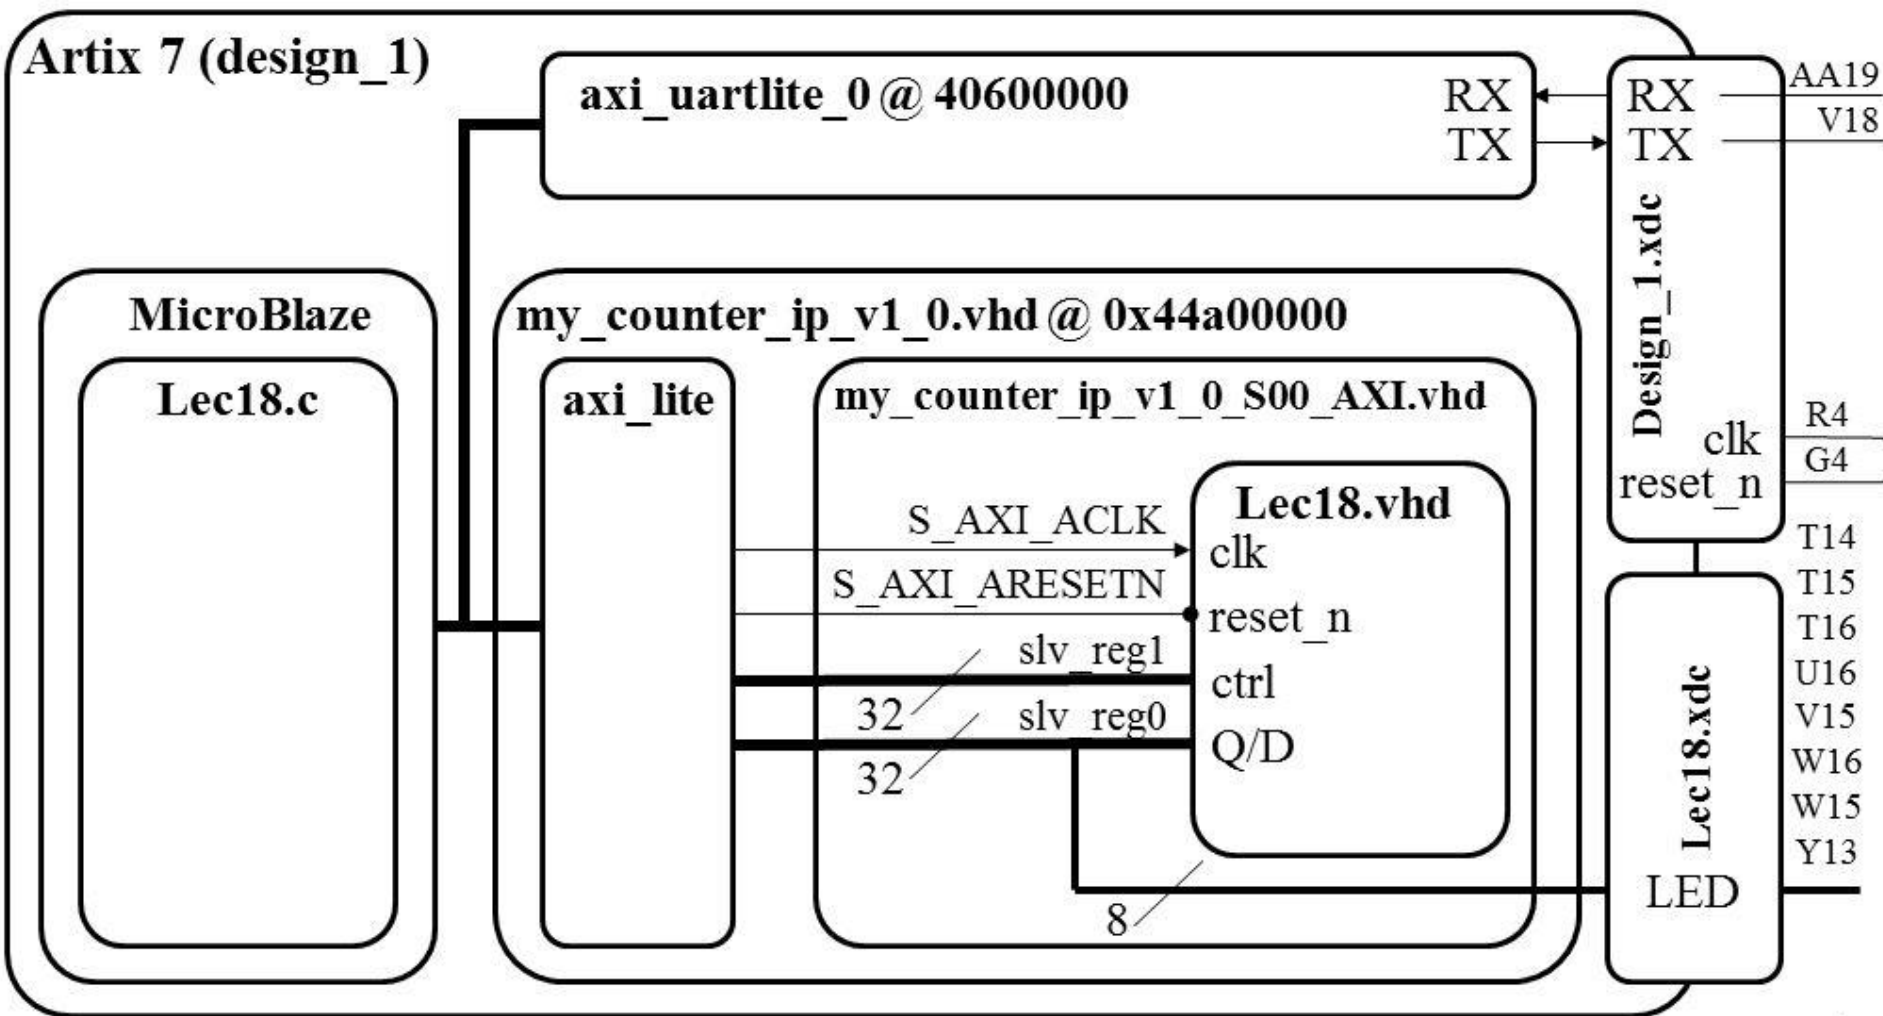 Artix 7 (design_1)
axi_uartlite_0 @ 40600000
RX
TX
RX
TX
AA19
V18
Design_1.xdc
clk
reset_n
R4
G4
MicroBlaze
Lec18.c
my_counter_ip_v1_0.vhd @ 0x44a00000
axi_lite
my_counter_ip_v1_0_S00_AXI.vhd
Lec18.vhd
S_AXI_ACLK
clk
S_AXI_ARESETN
reset_n
slv_reg1
32
ctrl
slv_reg0
32
Q/D
8
Lec18.xdc
LED
T14
T15
T16
U16
V15
W16
W15
Y13